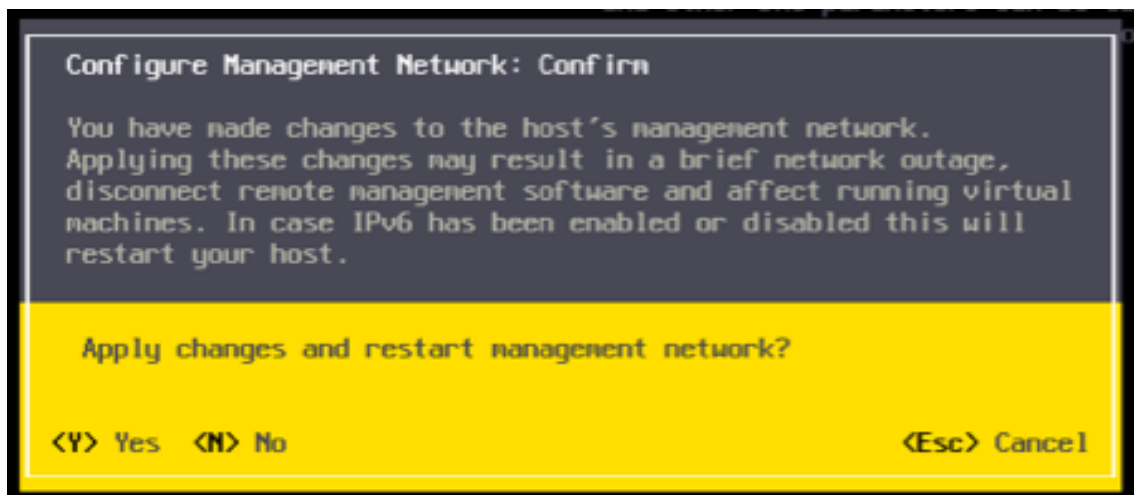 Configure Management Network: Confirm
You have made changes to the host's management network.
Applying these changes may result in a brief network outage,
disconnect remote management software and affect running virtual
machines. In case IPv6 has been enabled or disabled this will
restart your host.
Apply changes and restart management network?
<Y> Yes <N> No <Esc> Cancel